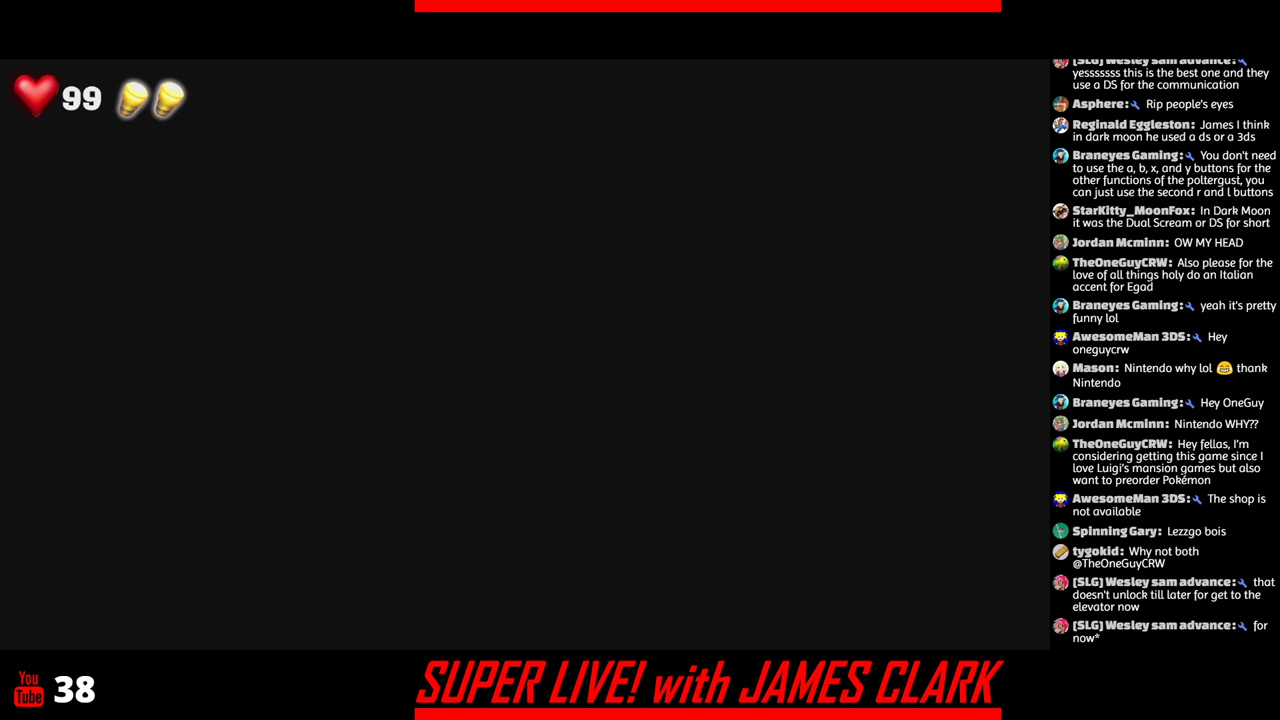 99
[SLG] Wesley sam advance:
yesssssss this is the best one and they
use a DS for the communication
Asphere: Rip people's eyes
Reginald Eggleston: James I think
in dark moon he used a ds or a 3ds
Braneyes Gaming: You don't need
to use the a, b, x, and y buttons for the
other functions of the poltergust, you
can just use the second r and l buttons
StarKitty_MoonFox: In Dark Moon
it was the Dual Scream or DS for short
Jordan Mcminn: OW MY HEAD
TheOneGuyCRW: Also please for the
love of all things holy do an Italian
accent for Egad
Braneyes Gaming: yeah it's pretty
funny lol
AwesomeMan 3DS: Hey
oneguycrw
Mason: Nintendo why lol 😂 thank
Nintendo
Braneyes Gaming: Hey OneGuy
Jordan Mcminn: Nintendo WHY??
TheOneGuyCRW: Hey fellas, I'm
considering getting this game since I
love Luigi's mansion games but also
want to preorder Pokémon
AwesomeMan 3DS: The shop is
not available
Spinning Gary: Lezzgo bois
tygokid: Why not both
@TheOneGuyCRW
[SLG] Wesley sam advance: that
doesn't unlock till later for get to the
elevator now
[SLG] Wesley sam advance: for
now*
You
Tube
38
SUPER LIVE! with JAMES CLARK